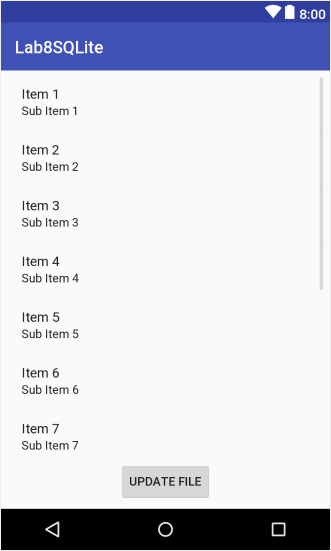 8:00
Lab8SQLite
Item 1
Sub Item 1
Item 2
Sub Item 2
Item 3
Sub Item 3
Item 4
Sub Item 4
Item 5
Sub Item 5
Item 6
Sub Item 6
Item 7
Sub Item 7
UPDATE FILE